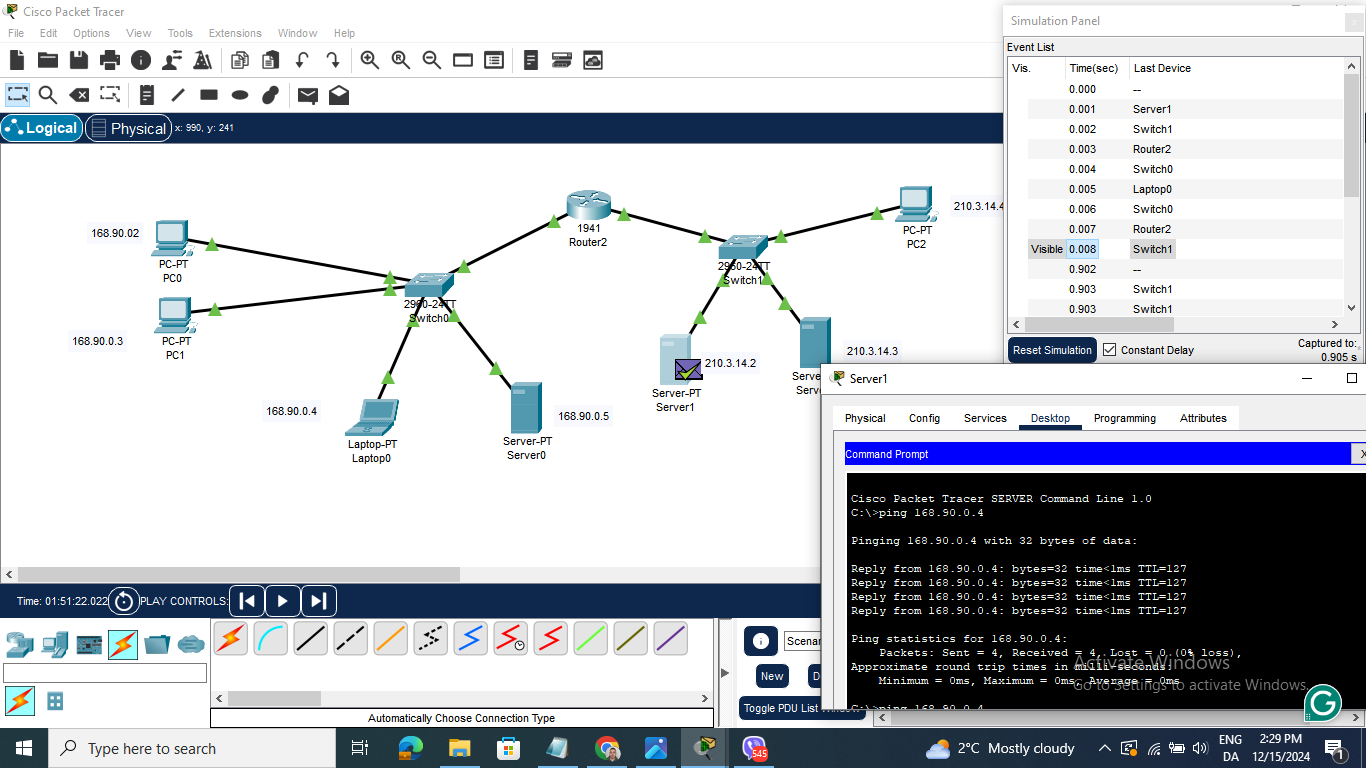 Cisco Packet Tracer
File Edit Options View Tools Extensions Window Help
Logical Physical x: 990, y: 241
168.90.02
PC-PT
PC0
168.90.0.3
PC-PT
PC1
2960-24TT
Switch0
168.90.0.4
Laptop-PT
Laptop0
168.90.0.5
Server-PT
Server0
1941
Router2
2960-24TT
Switch1
210.3.14.4
PC-PT
PC2
210.3.14.2
Server-PT
Server1
210.3.14.3
Serve
Serv
Simulation Panel
Event List
Vis. Time(sec) Last Device
0.000 --
0.001 Server1
0.002 Switch1
0.003 Router2
0.004 Switch0
0.005 Laptop0
0.006 Switch0
0.007 Router2
Visible 0.008 Switch1
0.902 --
0.903 Switch1
0.903 Switch1
Reset Simulation Constant Delay Captured to:
0.905 s
Server1
Physical Config Services Desktop Programming Attributes
Command Prompt X
Cisco Packet Tracer SERVER Command Line 1.0
C:\>ping 168.90.0.4
Pinging 168.90.0.4 with 32 bytes of data:
Reply from 168.90.0.4: bytes=32 time<1ms TTL=127
Reply from 168.90.0.4: bytes=32 time<1ms TTL=127
Reply from 168.90.0.4: bytes=32 time<1ms TTL=127
Reply from 168.90.0.4: bytes=32 time<1ms TTL=127
Ping statistics for 168.90.0.4:
Packets: Sent = 4, Received = 4, Lost = 0 (0% loss),
Approximate round trip times in milli-seconds:
Minimum = 0ms, Maximum = 0ms, Average = 0ms
C:\>ping 168.90.0.4
Activate Windows
Go to Settings to activate Windows.
Time: 01:51:22.022 PLAY CONTROLS:
Scenar
New D
Toggle PDU List Window
Automatically Choose Connection Type
Type here to search
545
2°C Mostly cloudy
ENG
DA
2:29 PM
12/15/2024
1